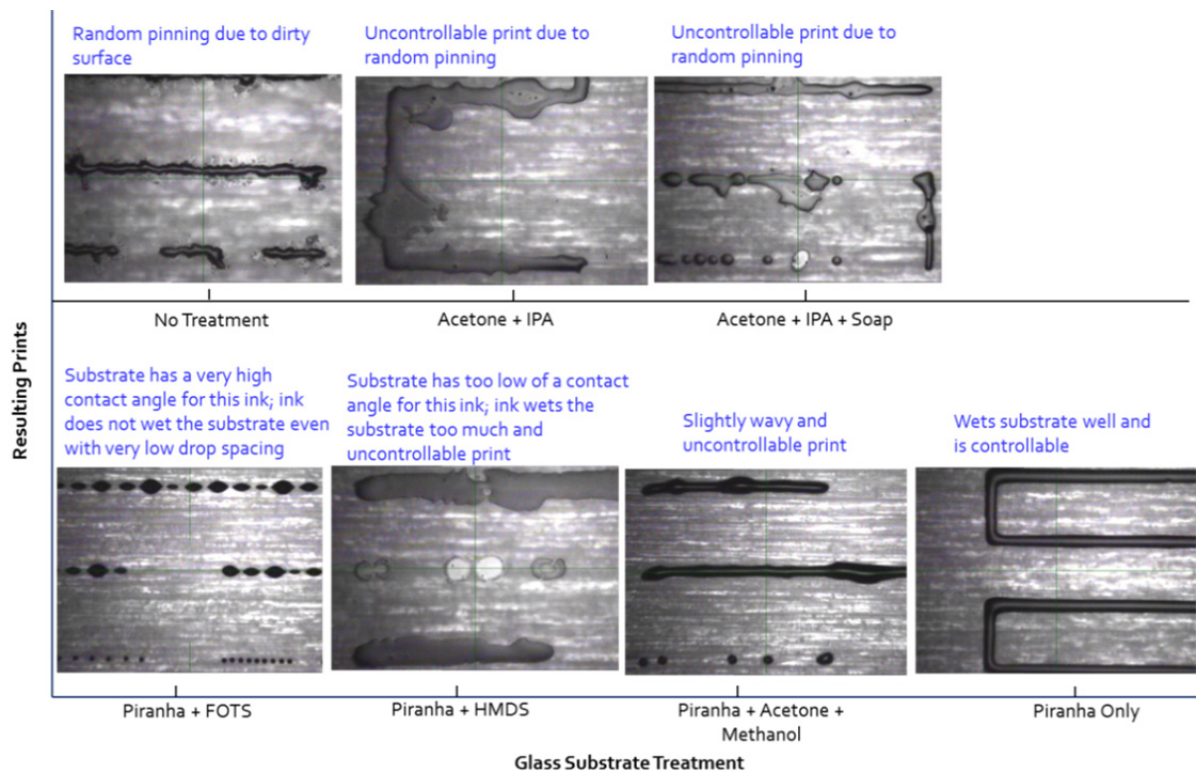 Random pinning due to dirty
surface
Uncontrollable print due to
random pinning
Uncontrollable print due to
random pinning
No Treatment
Acetone + IPA
Acetone + IPA + Soap
Resulting Prints
Substrate has a very high
contact angle for this ink; ink
does not wet the substrate even
with very low drop spacing
Substrate has too low of a contact
angle for this ink; ink wets the
substrate too much and
uncontrollable print
Slightly wavy and
uncontrollable print
Wets substrate well and
is controllable
Piranha + FOTS
Piranha + HMDS
Piranha + Acetone +
Methanol
Piranha Only
Glass Substrate Treatment